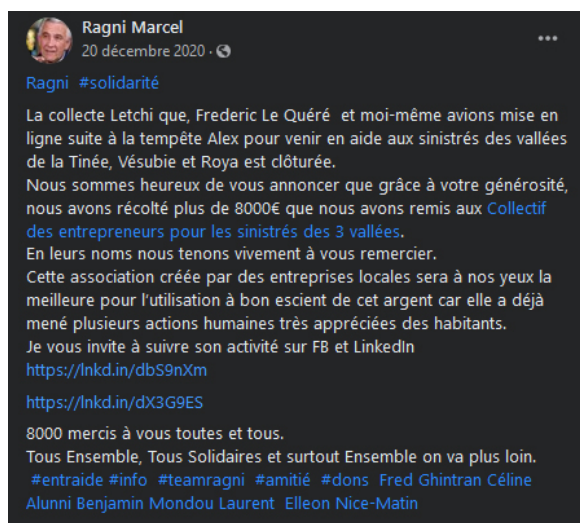 Ragni Marcel
20 décembre 2020 ·
Ragni #solidarité
La collecte Letchi que, Frederic Le Quéré et moi-même avions mise en
ligne suite à la tempête Alex pour venir en aide aux sinistrés des vallées
de la Tinée, Vésubie et Roya est clôturée.
Nous sommes heureux de vous annoncer que grâce à votre générosité,
nous avons récolté plus de 8000€ que nous avons remis aux Collectif
des entrepreneurs pour les sinistrés des 3 vallées.
En leurs noms nous tenons vivement à vous remercier.
Cette association créée par des entreprises locales sera à nos yeux la
meilleure pour l'utilisation à bon escient de cet argent car elle a déjà
mené plusieurs actions humaines très appréciées des habitants.
Je vous invite à suivre son activité sur FB et LinkedIn
https://lnkd.in/dbS9nXm
https://lnkd.in/dX3G9ES
8000 mercis à vous toutes et tous.
Tous Ensemble, Tous Solidaires et surtout Ensemble on va plus loin.
#entraide #info #teamragni #amitié #dons Fred Ghintran Céline
Alunni Benjamin Mondou Laurent Elleon Nice-Matin